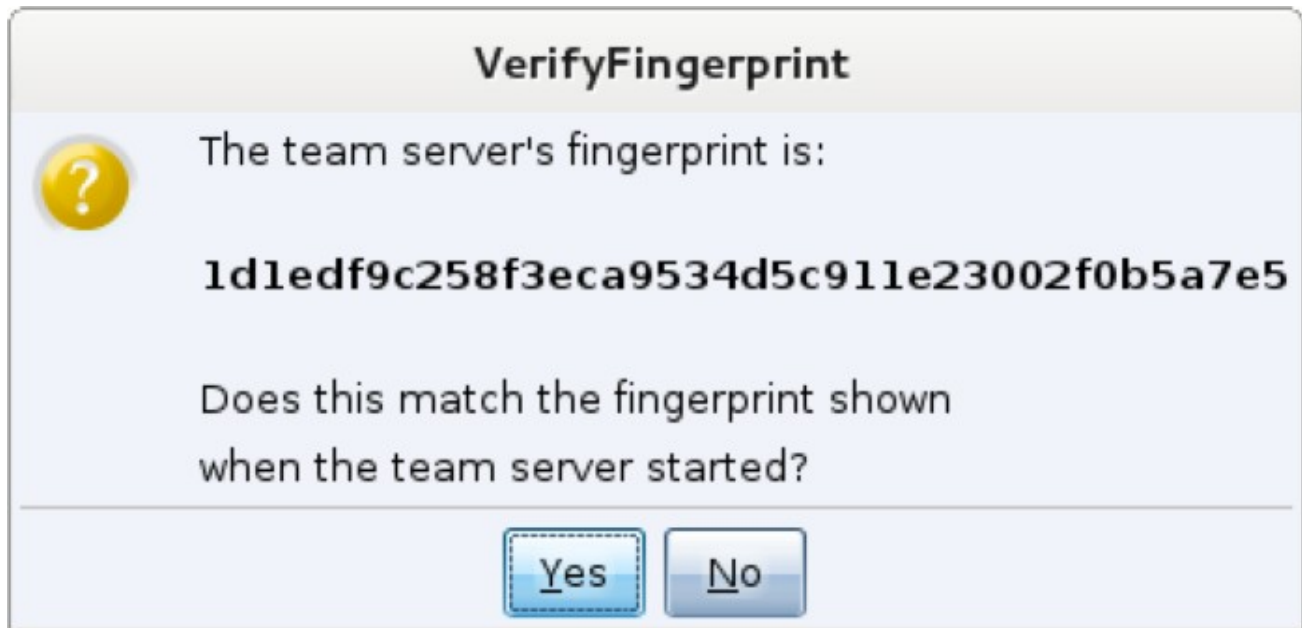 VerifyFingerprint
?
The team server's fingerprint is:
1d1edf9c258f3eca9534d5c911e23002f0b5a7e5
Does this match the fingerprint shown
when the team server started?
Yes No